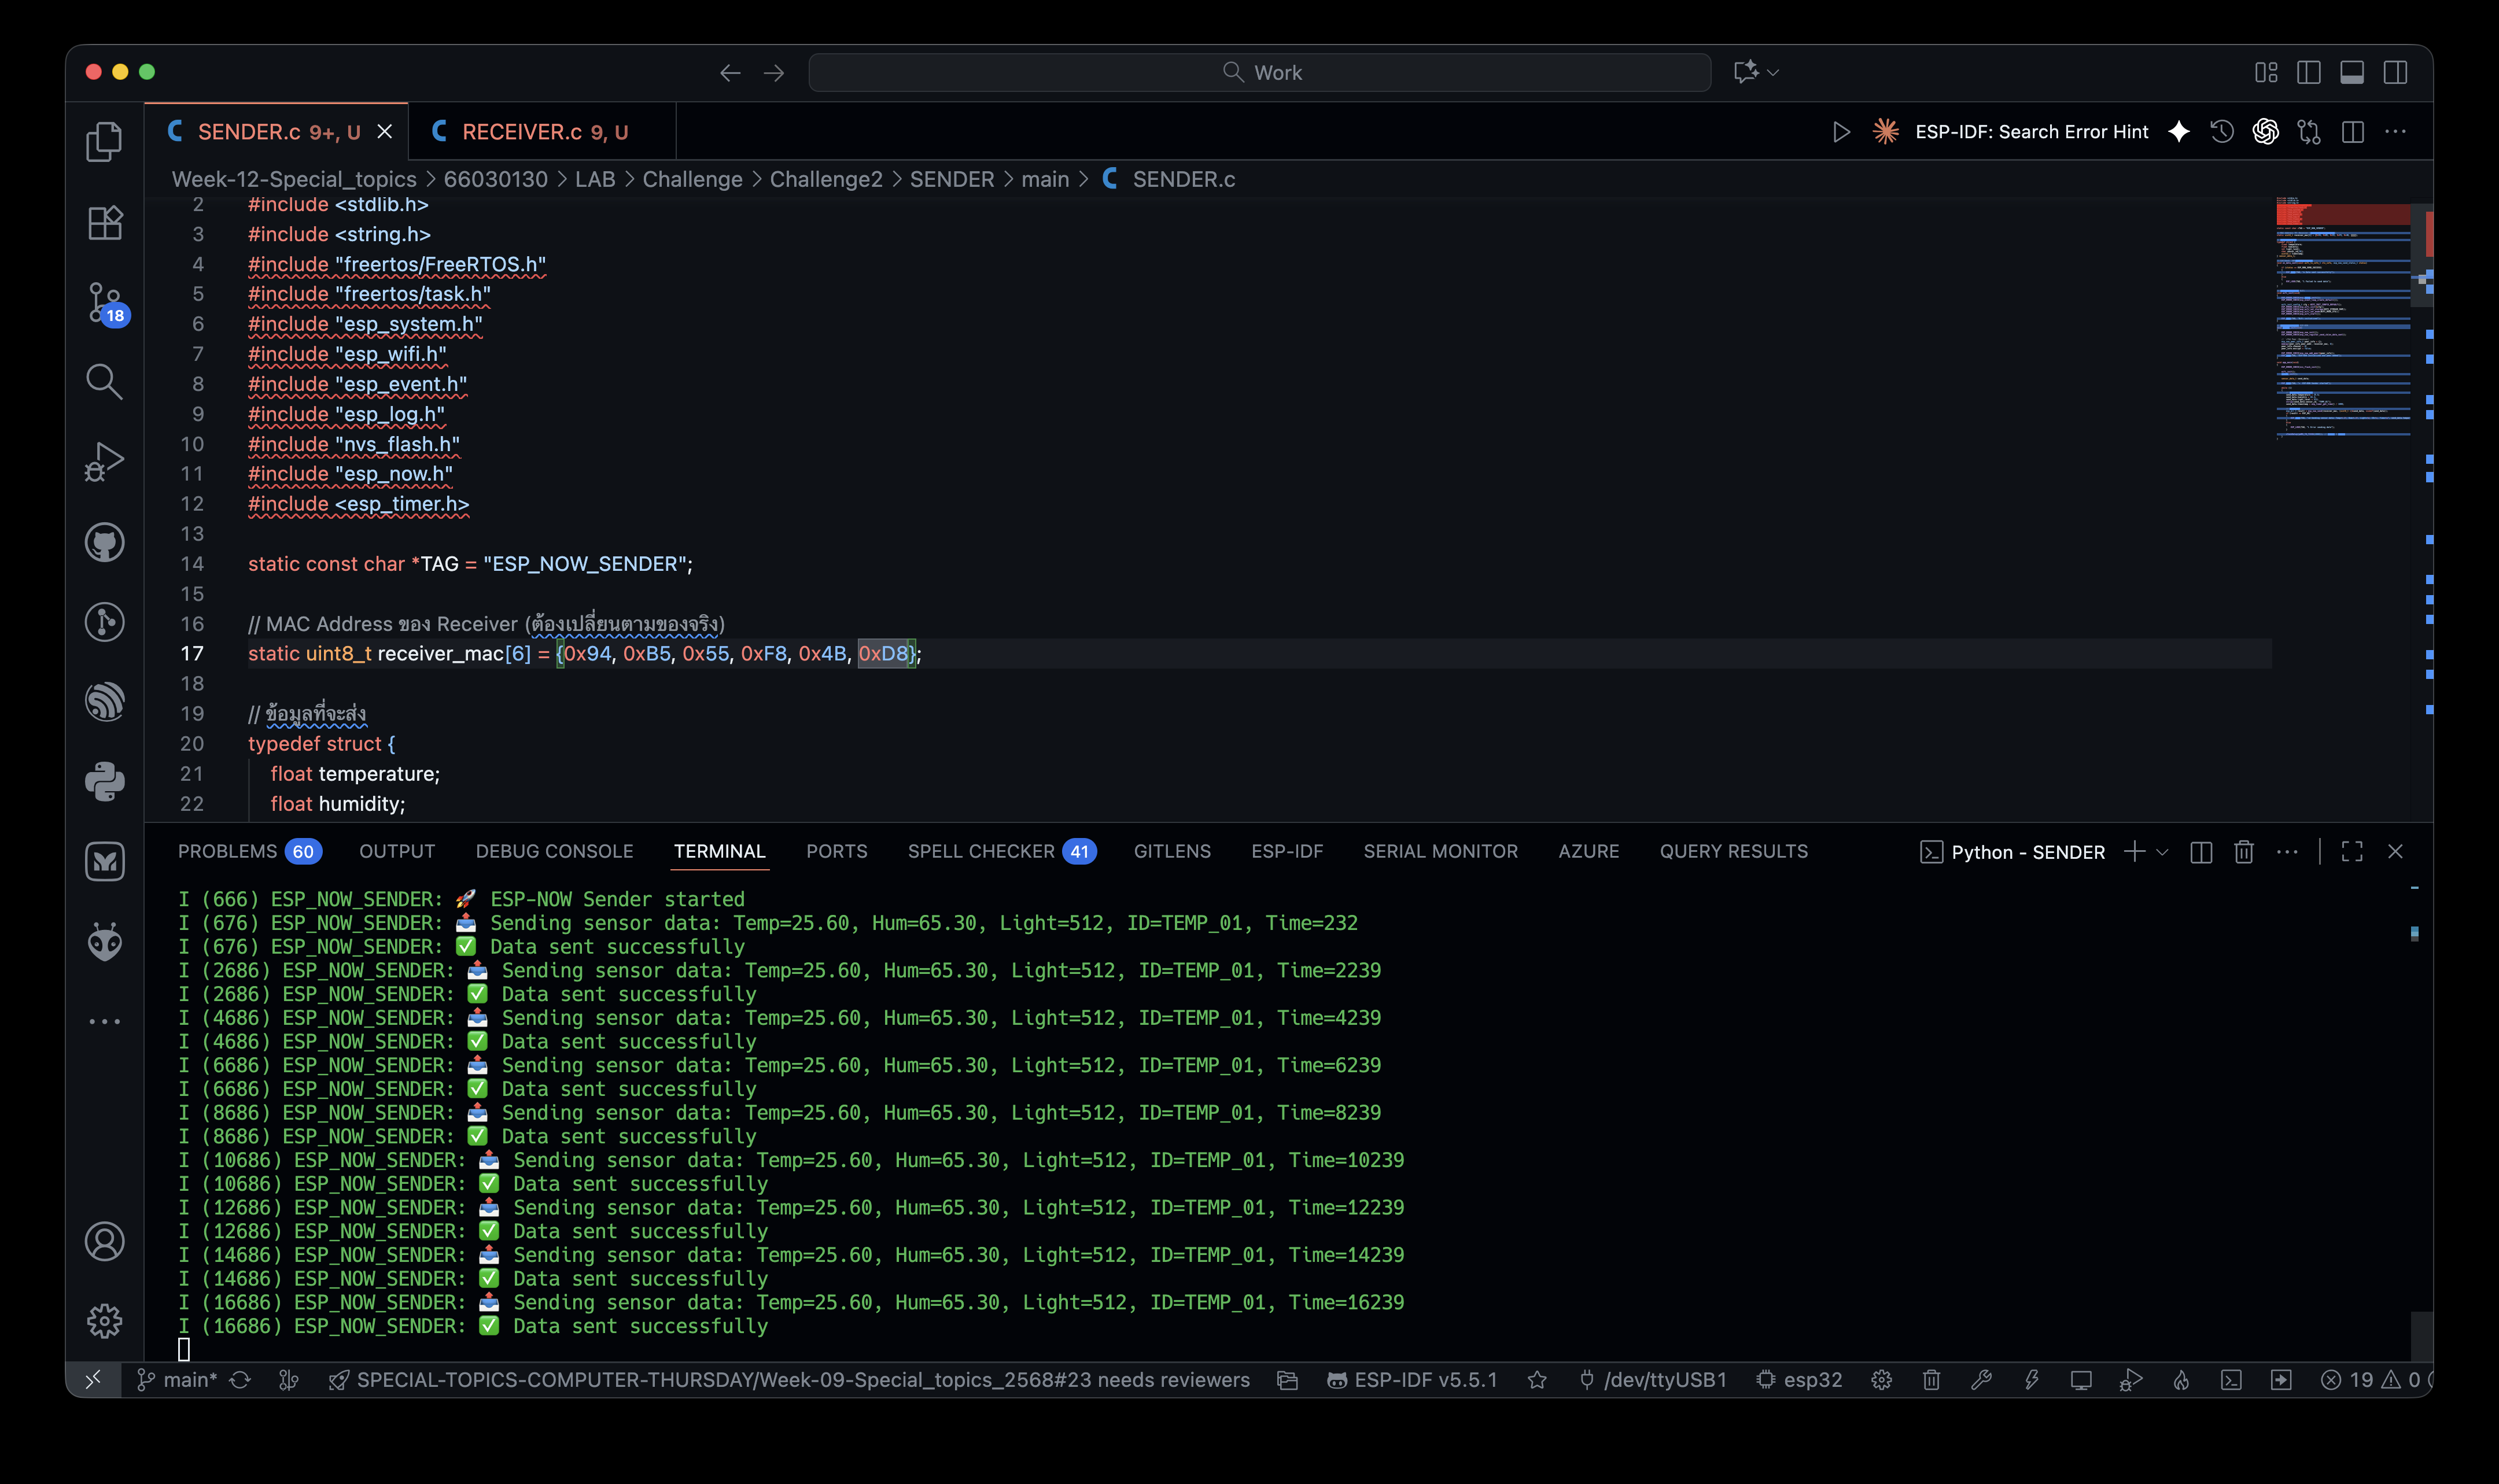 Work
SENDER.c 9+, U
RECEIVER.c 9, U
ESP-IDF: Search Error Hint
Week-12-Special_topics > 66030130 > LAB > Challenge > Challenge2 > SENDER > main > SENDER.c
2 #include <stdlib.h>
3 #include <string.h>
4 #include "freertos/FreeRTOS.h"
5 #include "freertos/task.h"
6 #include "esp_system.h"
7 #include "esp_wifi.h"
8 #include "esp_event.h"
9 #include "esp_log.h"
10 #include "nvs_flash.h"
11 #include "esp_now.h"
12 #include <esp_timer.h>
13
14 static const char *TAG = "ESP_NOW_SENDER";
15
16 // MAC Address ของ Receiver (ต้องเปลี่ยนตามของจริง)
17 static uint8_t receiver_mac[6] = {0x94, 0xB5, 0x55, 0xF8, 0x4B, 0xD8};
18
19 // ข้อมูลที่จะส่ง
20 typedef struct {
21 float temperature;
22 float humidity;
18
PROBLEMS 60 OUTPUT DEBUG CONSOLE TERMINAL PORTS SPELL CHECKER 41 GITLENS ESP-IDF SERIAL MONITOR AZURE QUERY RESULTS Python - SENDER
I (666) ESP_NOW_SENDER: 🚀 ESP-NOW Sender started
I (676) ESP_NOW_SENDER: 📤 Sending sensor data: Temp=25.60, Hum=65.30, Light=512, ID=TEMP_01, Time=232
I (676) ESP_NOW_SENDER: ✅ Data sent successfully
I (2686) ESP_NOW_SENDER: 📤 Sending sensor data: Temp=25.60, Hum=65.30, Light=512, ID=TEMP_01, Time=2239
I (2686) ESP_NOW_SENDER: ✅ Data sent successfully
I (4686) ESP_NOW_SENDER: 📤 Sending sensor data: Temp=25.60, Hum=65.30, Light=512, ID=TEMP_01, Time=4239
I (4686) ESP_NOW_SENDER: ✅ Data sent successfully
I (6686) ESP_NOW_SENDER: 📤 Sending sensor data: Temp=25.60, Hum=65.30, Light=512, ID=TEMP_01, Time=6239
I (6686) ESP_NOW_SENDER: ✅ Data sent successfully
I (8686) ESP_NOW_SENDER: 📤 Sending sensor data: Temp=25.60, Hum=65.30, Light=512, ID=TEMP_01, Time=8239
I (8686) ESP_NOW_SENDER: ✅ Data sent successfully
I (10686) ESP_NOW_SENDER: 📤 Sending sensor data: Temp=25.60, Hum=65.30, Light=512, ID=TEMP_01, Time=10239
I (10686) ESP_NOW_SENDER: ✅ Data sent successfully
I (12686) ESP_NOW_SENDER: 📤 Sending sensor data: Temp=25.60, Hum=65.30, Light=512, ID=TEMP_01, Time=12239
I (12686) ESP_NOW_SENDER: ✅ Data sent successfully
I (14686) ESP_NOW_SENDER: 📤 Sending sensor data: Temp=25.60, Hum=65.30, Light=512, ID=TEMP_01, Time=14239
I (14686) ESP_NOW_SENDER: ✅ Data sent successfully
I (16686) ESP_NOW_SENDER: 📤 Sending sensor data: Temp=25.60, Hum=65.30, Light=512, ID=TEMP_01, Time=16239
I (16686) ESP_NOW_SENDER: ✅ Data sent successfully
main* SPECIAL-TOPICS-COMPUTER-THURSDAY/Week-09-Special_topics_2568#23 needs reviewers ESP-IDF v5.5.1 /dev/ttyUSB1 esp32 19 0